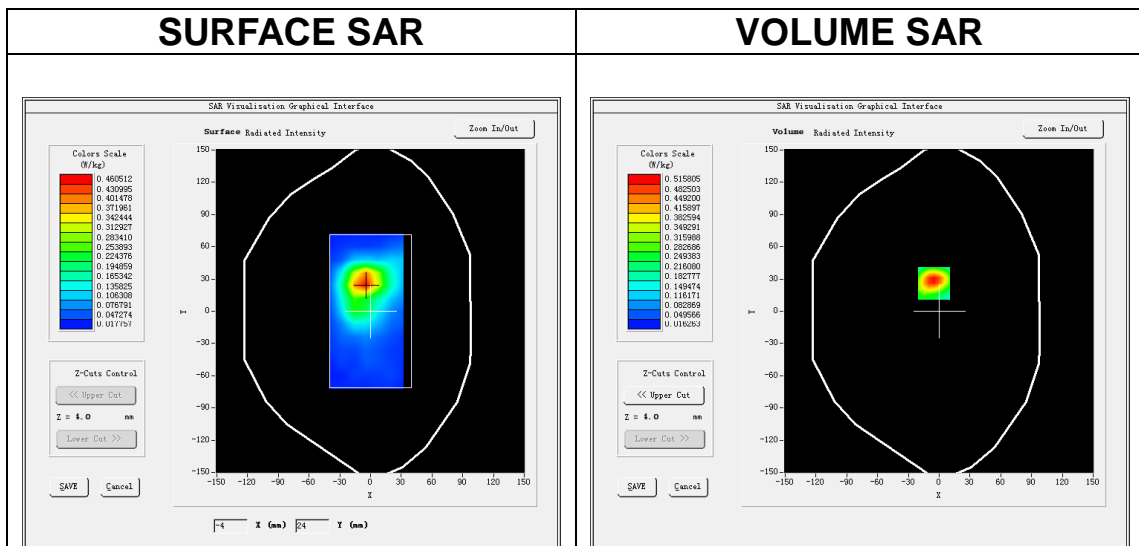 SURFACE SAR
VOLUME SAR
SAR Visualisation Graphical Interface
Surface Radiated Intensity
Zoom In/Out
Colors Scale
(W/kg)
0.460512
0.430995
0.401478
0.371961
0.342444
0.312927
0.283410
0.253893
0.224376
0.194859
0.165342
0.135825
0.106308
0.076791
0.047274
0.017757
150
120
90
60
30
0
-30
-60
-90
-120
-150
Y
-150 -120 -90 -60 -30 0 30 60 90 120 150
X
Z-Cuts Control
<< Upper Cut
Z = 4.0 mm
Lower Cut >>
SAVE Cancel
-4 X (mm) 24 Y (mm)
SAR Visualisation Graphical Interface
Volume Radiated Intensity
Zoom In/Out
Colors Scale
(W/kg)
0.515805
0.482503
0.449200
0.415897
0.382594
0.349291
0.315988
0.282686
0.249383
0.216080
0.182777
0.149474
0.116171
0.082869
0.049566
0.016263
150
120
90
60
30
0
-30
-60
-90
-120
-150
Y
-150 -120 -90 -60 -30 0 30 60 90 120 150
X
Z-Cuts Control
<< Upper Cut
Z = 4.0 mm
Lower Cut >>
SAVE Cancel